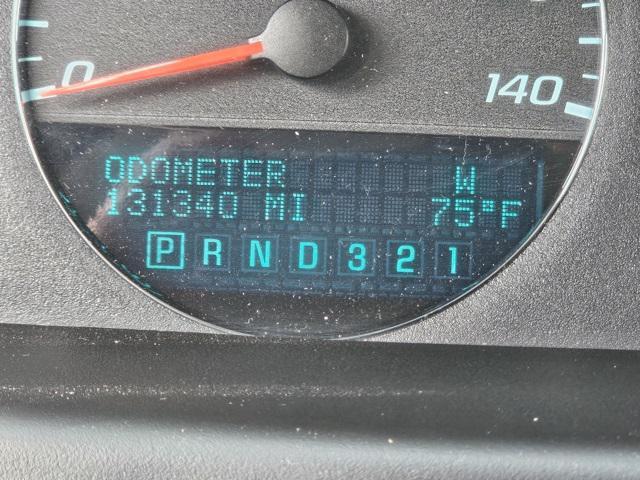 0 140
ODOMETER W
131340 MI 75°F
P R N D 3 2 1